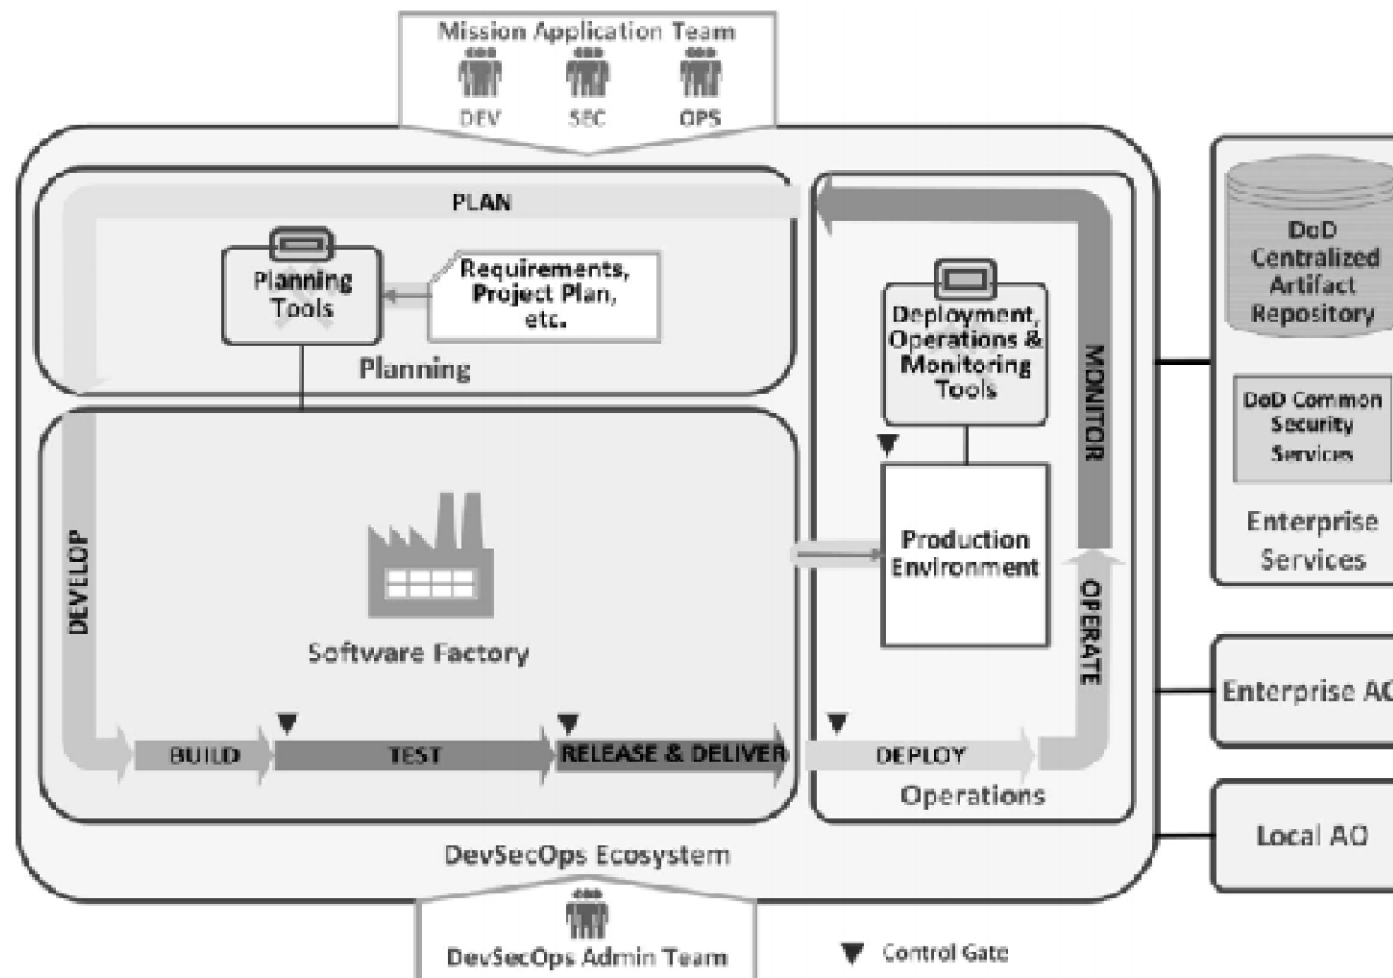 Mission Application Team
DEV SEC OPS
PLAN
Planning
Tools
Requirements,
Project Plan,
etc.
Planning
DEVELOP
Software Factory
BUILD
TEST
RELEASE & DELIVER
Deployment,
Operations &
Monitoring
Tools
MONITOR
Production
Environment
OPERATE
DEPLOY
Operations
DevSecOps Ecosystem
DevSecOps Admin Team
Control Gate
DoD
Centralized
Artifact
Repository
DoD Common
Security
Services
Enterprise
Services
Enterprise AO
Local AO